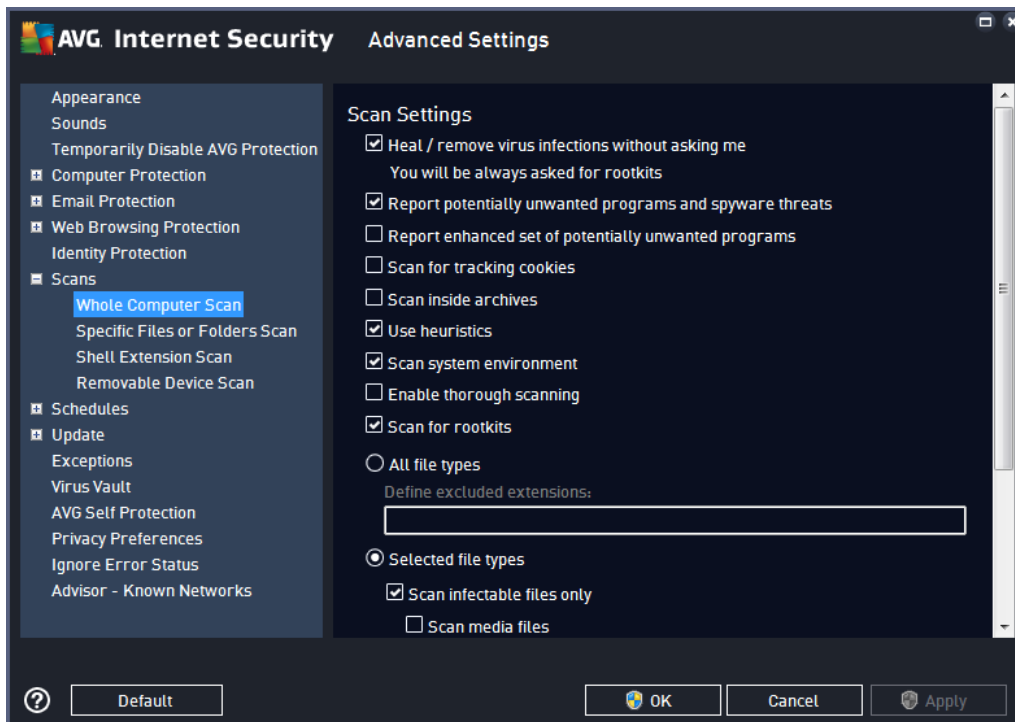 AVG. Internet Security Advanced Settings
Appearance
Sounds
Temporarily Disable AVG Protection
Computer Protection
Email Protection
Web Browsing Protection
Identity Protection
Scans
Whole Computer Scan
Specific Files or Folders Scan
Shell Extension Scan
Removable Device Scan
Schedules
Update
Exceptions
Virus Vault
AVG Self Protection
Privacy Preferences
Ignore Error Status
Advisor - Known Networks
Scan Settings
Heal / remove virus infections without asking me
You will be always asked for rootkits
Report potentially unwanted programs and spyware threats
Report enhanced set of potentially unwanted programs
Scan for tracking cookies
Scan inside archives
Use heuristics
Scan system environment
Enable thorough scanning
Scan for rootkits
All file types
Define excluded extensions:
Selected file types
Scan infectable files only
Scan media files
? Default OK Cancel Apply